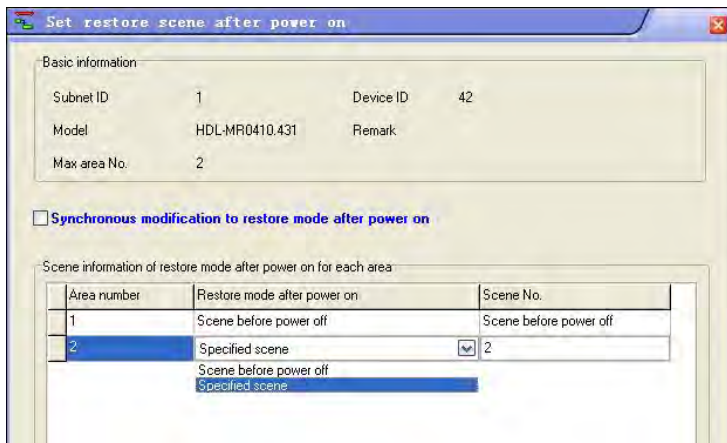 Set restore scene after power on
Basic information
Subnet ID 1 Device ID 42
Model HDL-MR0410.431 Remark
Max area No. 2
Synchronous modification to restore mode after power on
Scene information of restore mode after power on for each area
Area number Restore mode after power on Scene No.
1 Scene before power off Scene before power off
2 Specified scene 2
Scene before power off
Specified scene